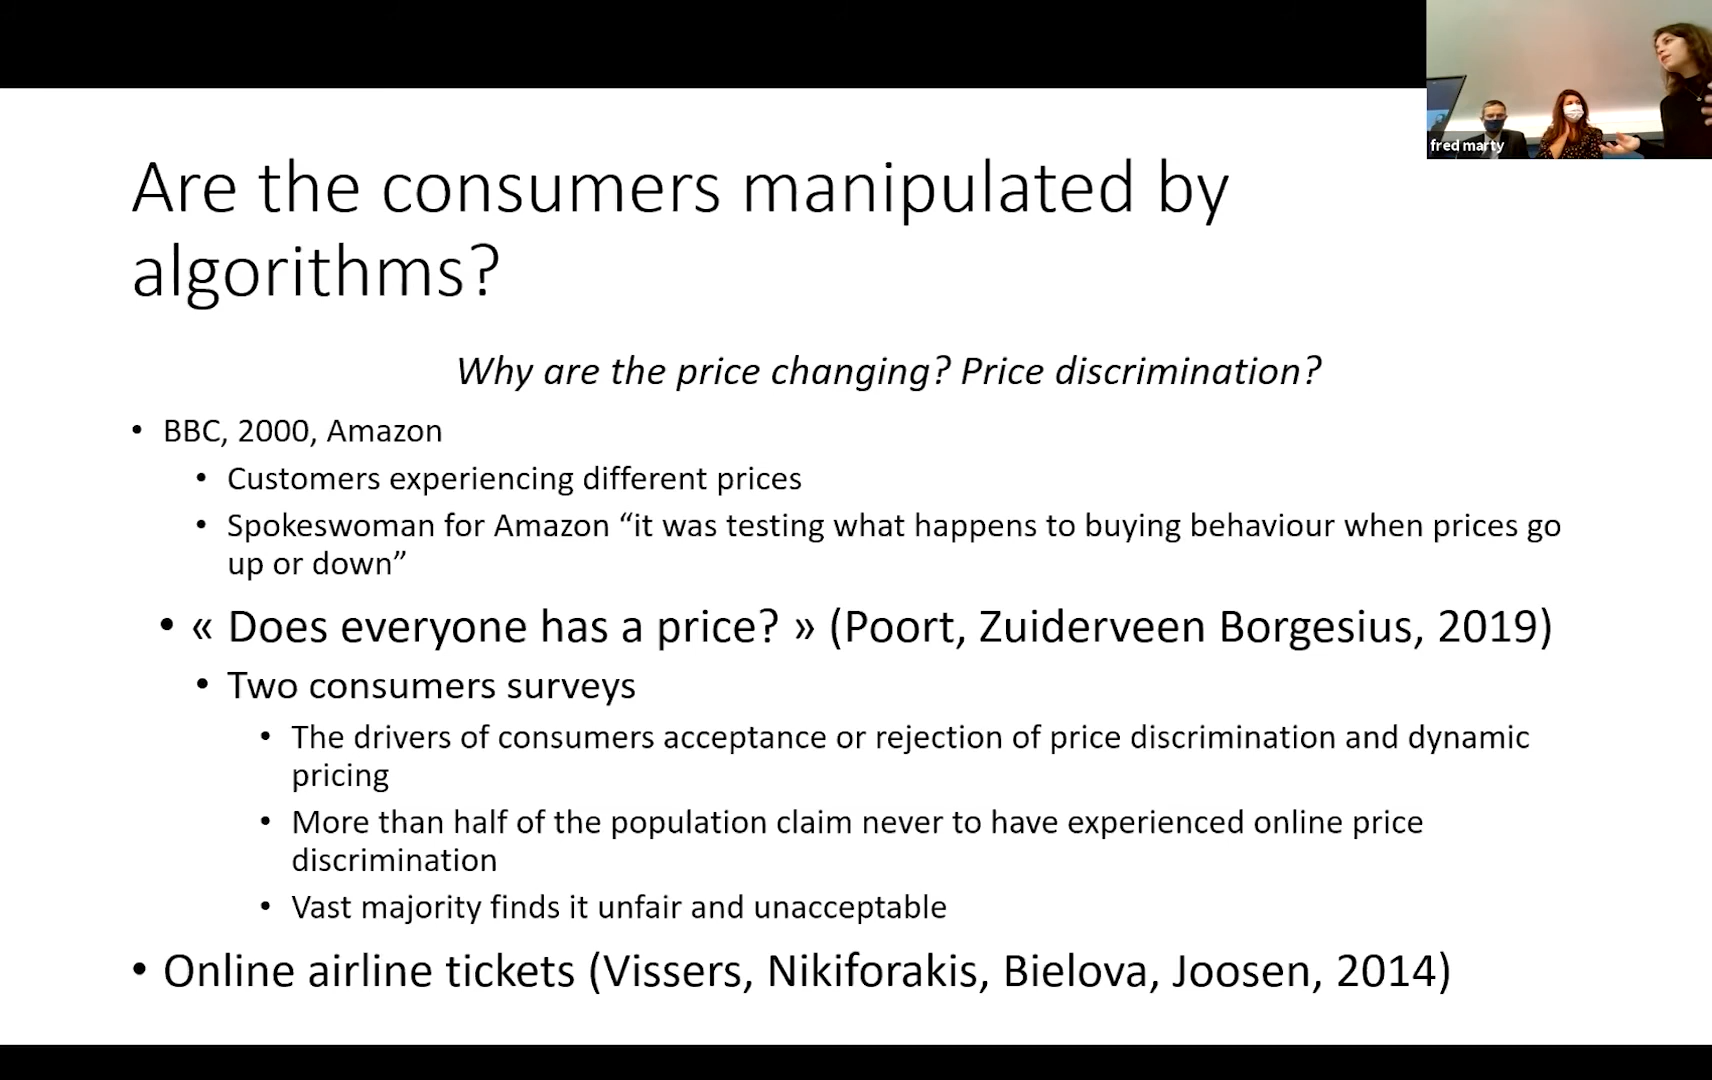 fred marty
Are the consumers manipulated by
algorithms?
Why are the price changing? Price discrimination?
• BBC, 2000, Amazon
• Customers experiencing different prices
• Spokeswoman for Amazon “it was testing what happens to buying behaviour when prices go
up or down”
• « Does everyone has a price? » (Poort, Zuiderveen Borgesius, 2019)
• Two consumers surveys
• The drivers of consumers acceptance or rejection of price discrimination and dynamic
pricing
• More than half of the population claim never to have experienced online price
discrimination
• Vast majority finds it unfair and unacceptable
• Online airline tickets (Vissers, Nikiforakis, Bielova, Joosen, 2014)